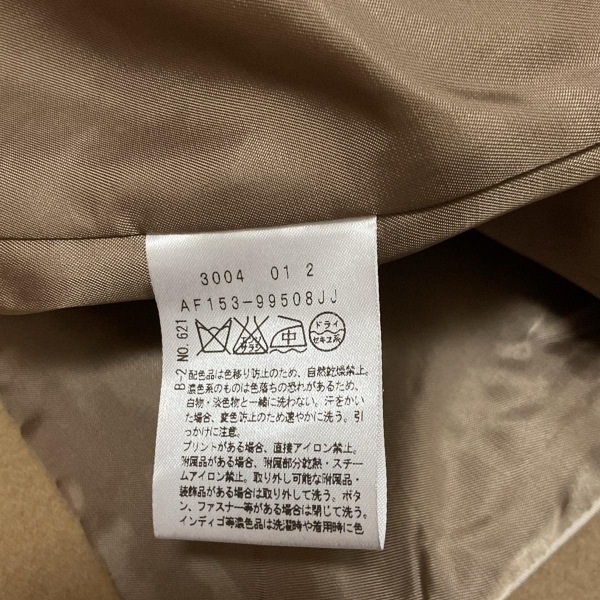 3004 01 2
AF153-99508JJ
B-2 NO.621
エンソ
サラシ
中
ドライ
セキユ系
配色品は色移り防止のため、自然乾燥禁止。
濃色系のものは色落ちの恐れがあるため、
白物・淡色物と一緒に洗わない。汗をかい
た場合、変色防止のため速やかに洗う。引
っかけに注意。
プリントがある場合、直接アイロン禁止。
附属品がある場合、附属部分乾熱・スチー
ムアイロン禁止。取り外し可能な附属品・
装飾品がある場合は取り外して洗う。ボタ
ン、ファスナー等がある場合は閉じて洗う。
インディゴ等濃色品は洗濯時や着用時に色